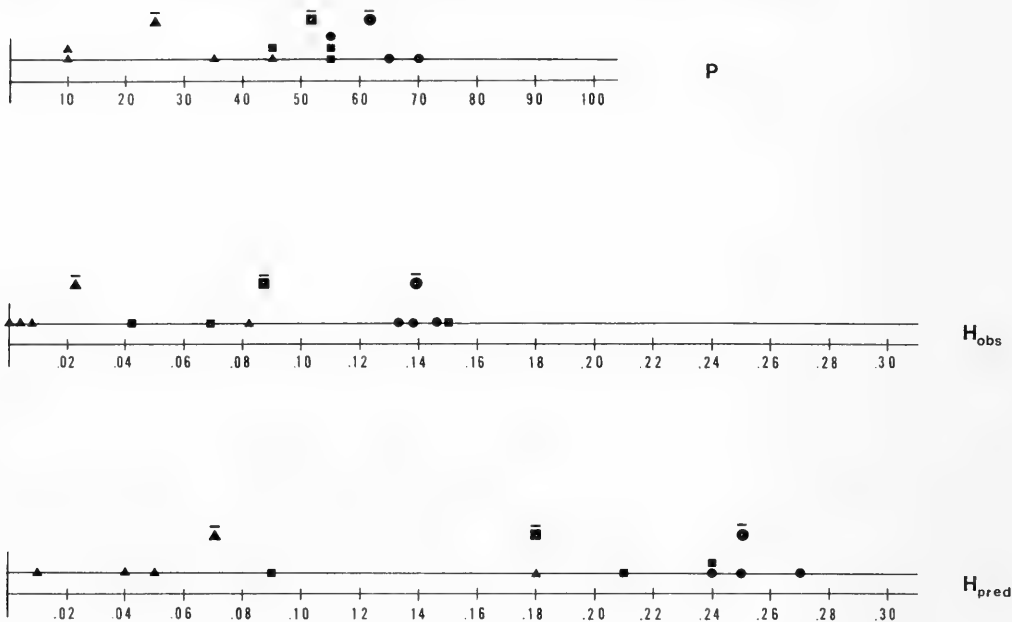 P
10 20 30 40 50 60 70 80 90 100
H_obs
.02 .04 .06 .08 .10 .12 .14 .16 .18 .20 .22 .24 .26 .28 .30
H_pred
.02 .04 .06 .08 .10 .12 .14 .16 .18 .20 .22 .24 .26 .28 .30